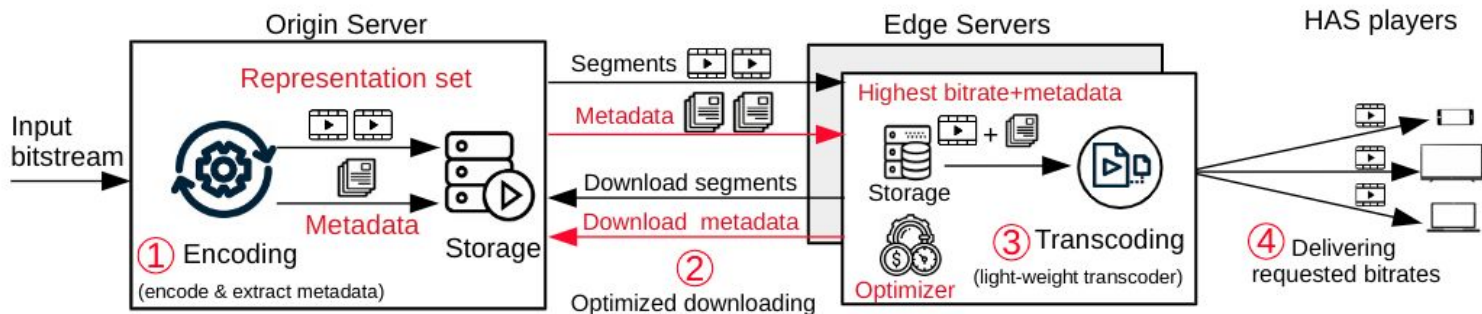 Origin Server
Edge Servers
HAS players
Input
bitstream
Representation set
Metadata
Storage
① Encoding
(encode & extract metadata)
Segments
Metadata
Download segments
Download metadata
②
Optimized downloading
Highest bitrate+metadata
+
Storage
Optimizer
$
③ Transcoding
(light-weight transcoder)
④ Delivering
requested bitrates